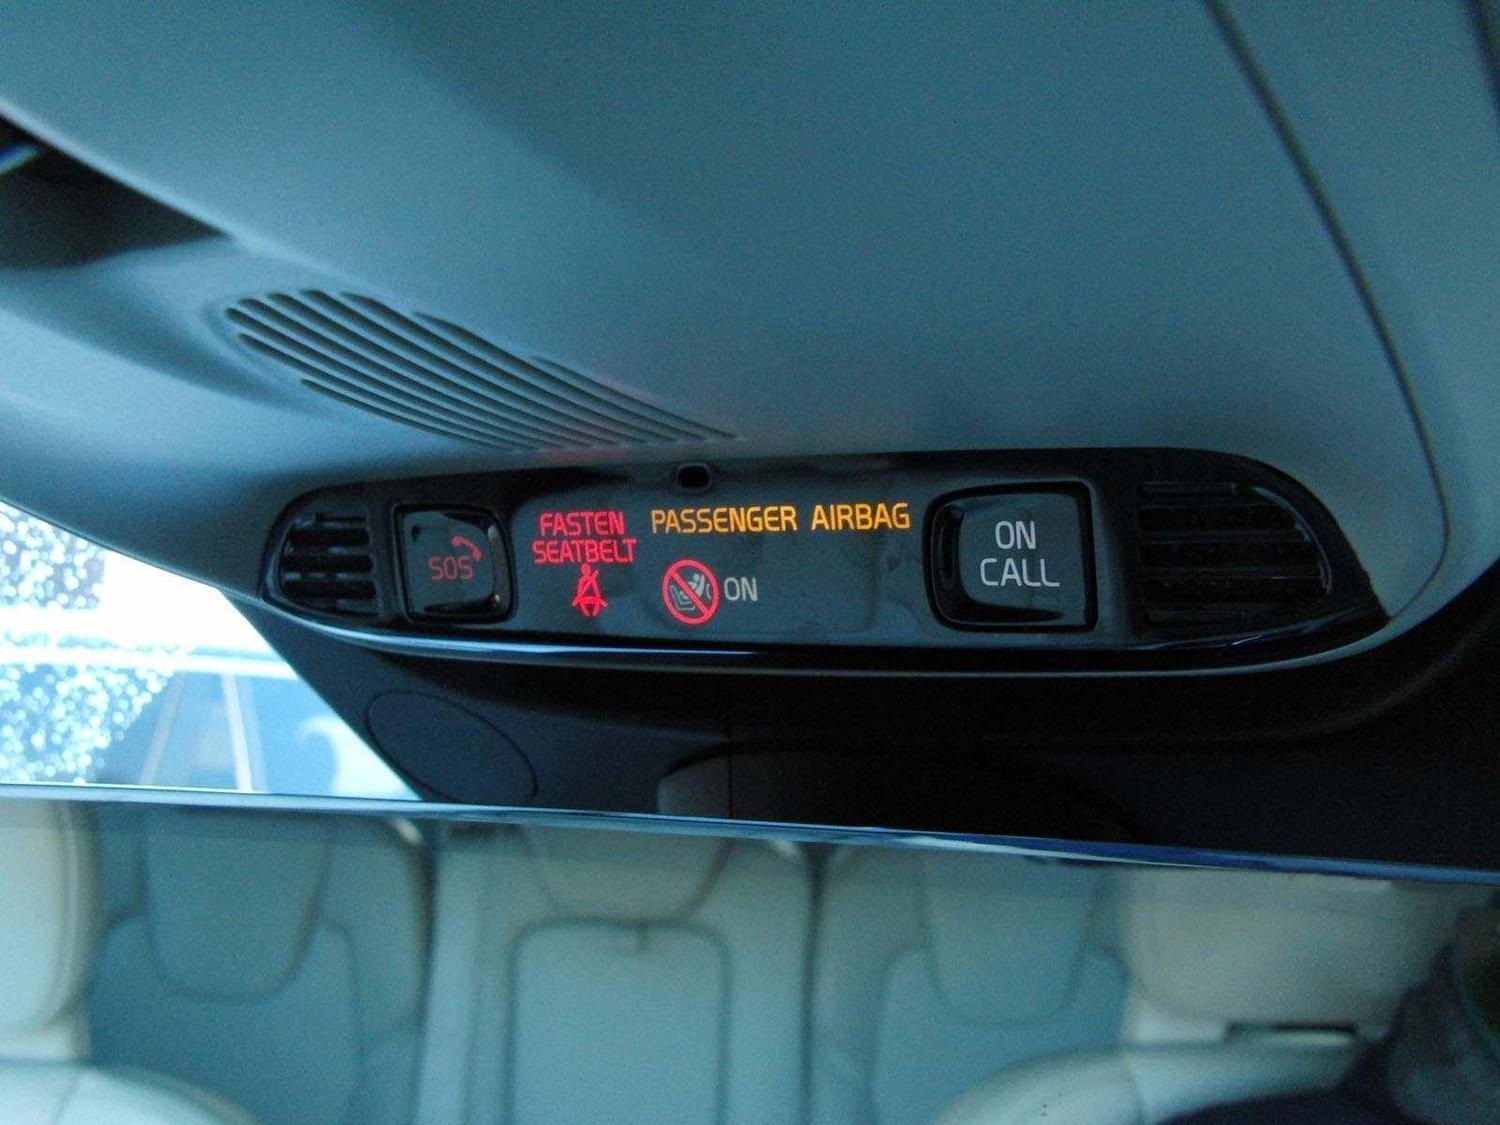 SOS
FASTEN
SEATBELT
PASSENGER AIRBAG
ON
ON
CALL